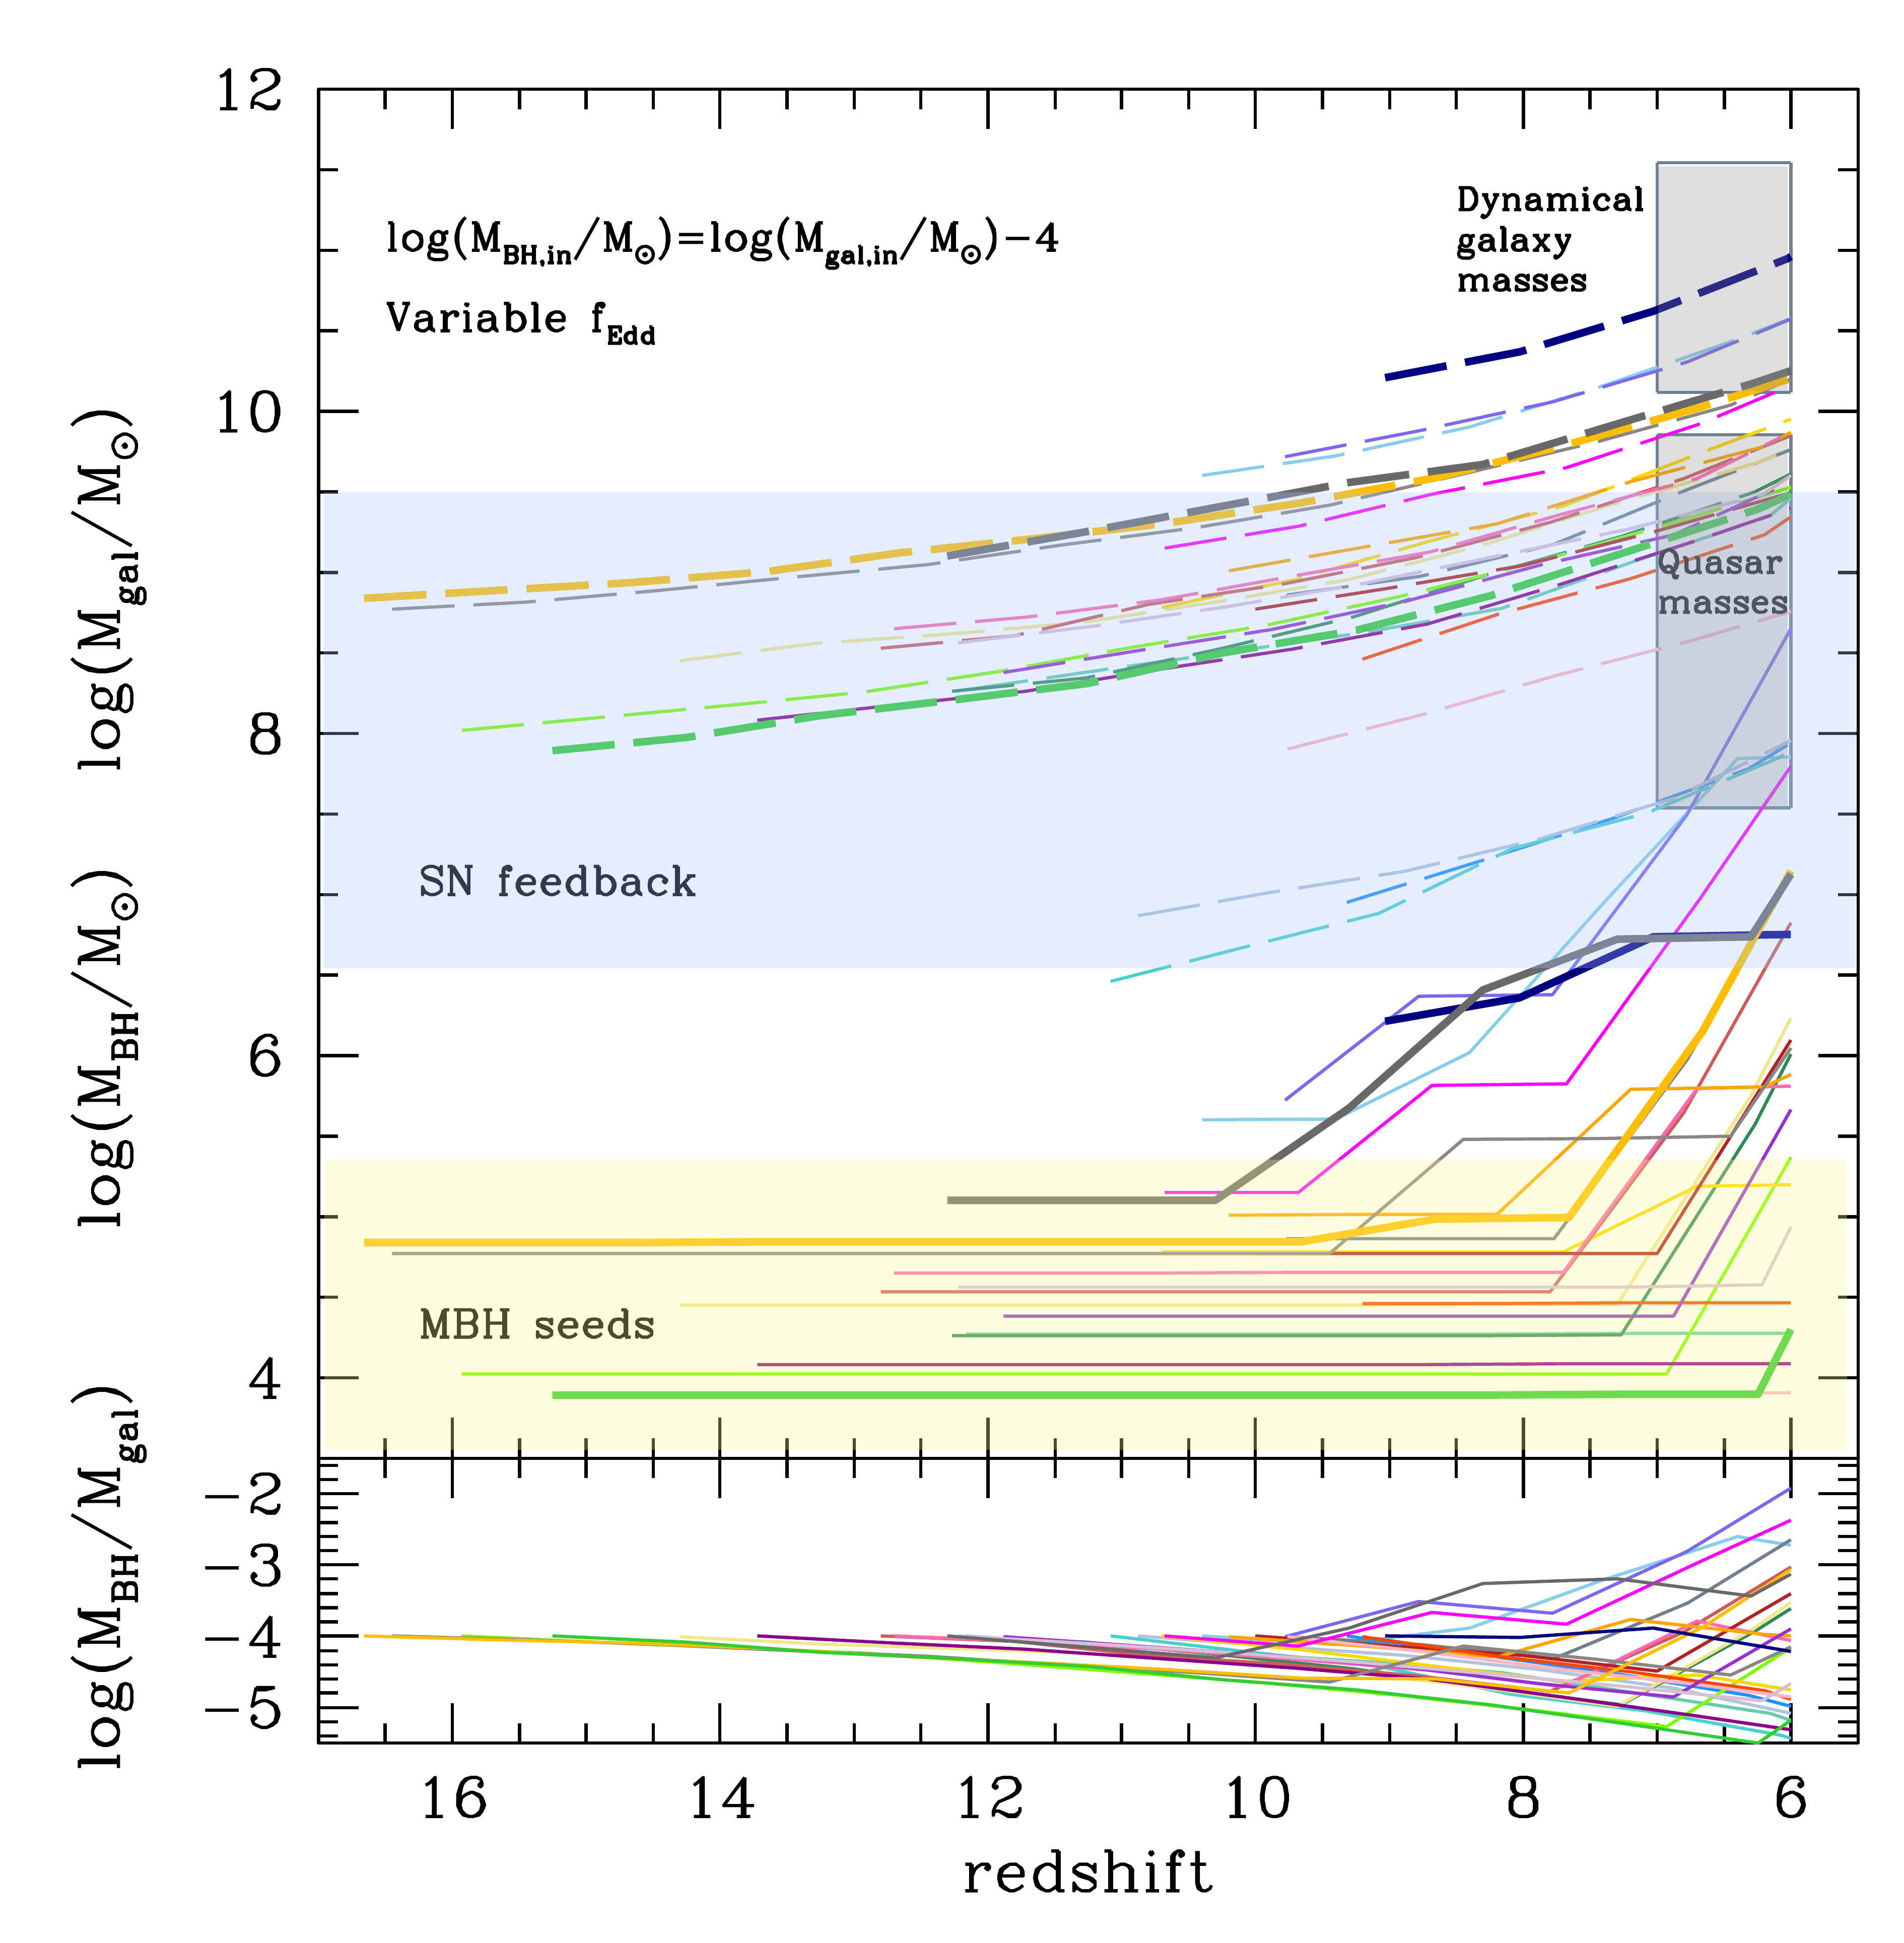 12
10
8
6
4
-2
-3
-4
-5
log(M_gal/M_⊙)
log(M_BH/M_⊙)
log(M_BH/M_gal)
log(M_BH,in/M_⊙)=log(M_gal,in/M_⊙)-4
Variable f_Edd
Dynamical
galaxy
masses
Quasar
masses
SN feedback
MBH seeds
16 14 12 10 8 6
redshift